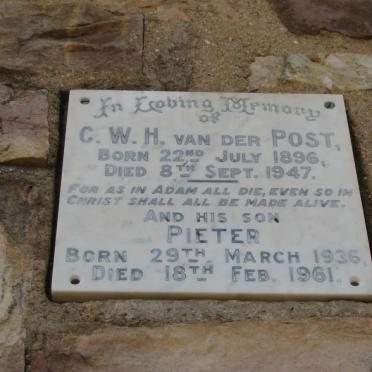 In Loving Memory
of
C. W. H. VAN DER POST,
BORN 22ND JULY 1896,
DIED 8TH SEPT. 1947.
FOR AS IN ADAM ALL DIE, EVEN SO IN
CHRIST SHALL ALL BE MADE ALIVE.
AND HIS SON
PIETER
BORN 29TH MARCH 1936.
DIED 18TH FEB. 1961.